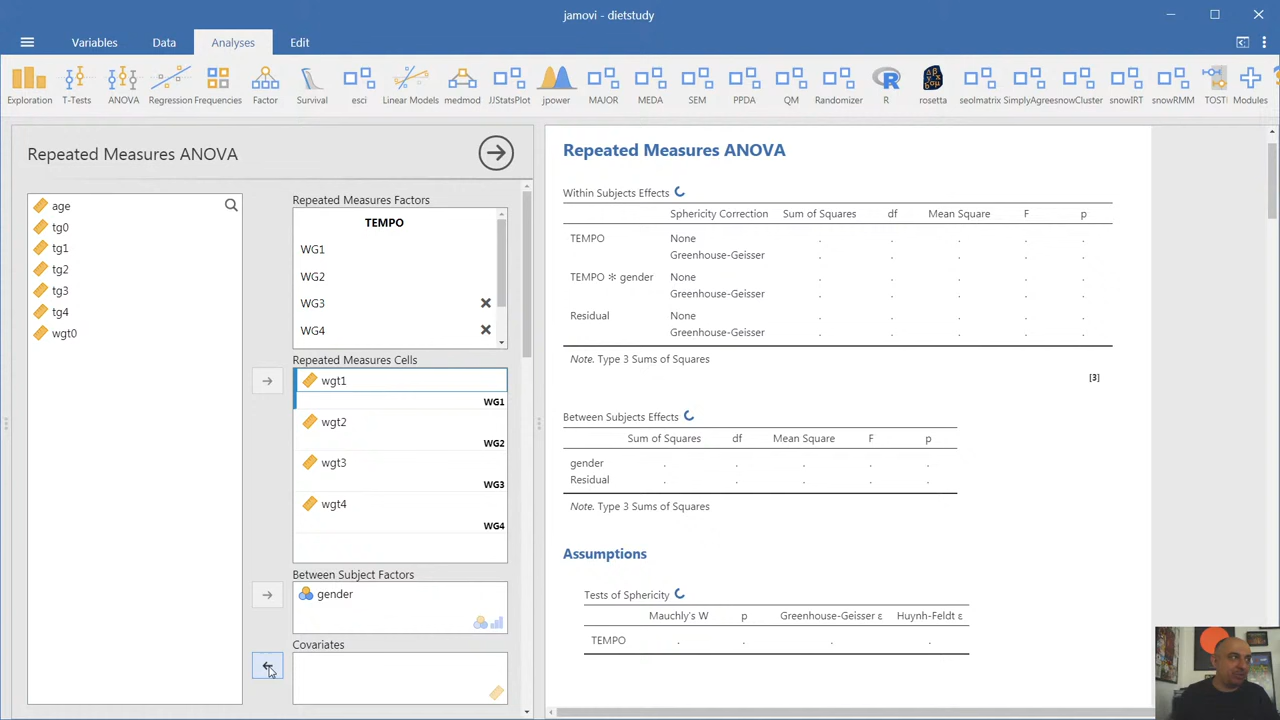 jamovi - dietstudy
Variables Data Analyses Edit
Exploration T-Tests ANOVA Regression Frequencies Factor Survival esci Linear Models medmod JJStatsPlot jpower MAJOR MEDA SEM PPDA QM Randomizer R rosetta seolmatrix SimplyAgree snowCluster snowIRT snowRMM TOSTE Modules
Repeated Measures ANOVA
age
tg0
tg1
tg2
tg3
tg4
wgt0
Repeated Measures Factors
TEMPO
WG1
WG2
WG3
WG4
Repeated Measures Cells
wgt1
WG1
wgt2
WG2
wgt3
WG3
wgt4
WG4
Between Subject Factors
gender
Covariates
Repeated Measures ANOVA
Within Subjects Effects
Sphericity Correction Sum of Squares df Mean Square F p
TEMPO None . . . . .
Greenhouse-Geisser . . . . .
TEMPO ✻ gender None . . . . .
Greenhouse-Geisser . . . . .
Residual None . . . . .
Greenhouse-Geisser . . . . .
Note. Type 3 Sums of Squares
[3]
Between Subjects Effects
Sum of Squares df Mean Square F p
gender . . . . .
Residual . . . . .
Note. Type 3 Sums of Squares
Assumptions
Tests of Sphericity
Mauchly's W p Greenhouse-Geisser ε Huynh-Feldt ε
TEMPO . . . .